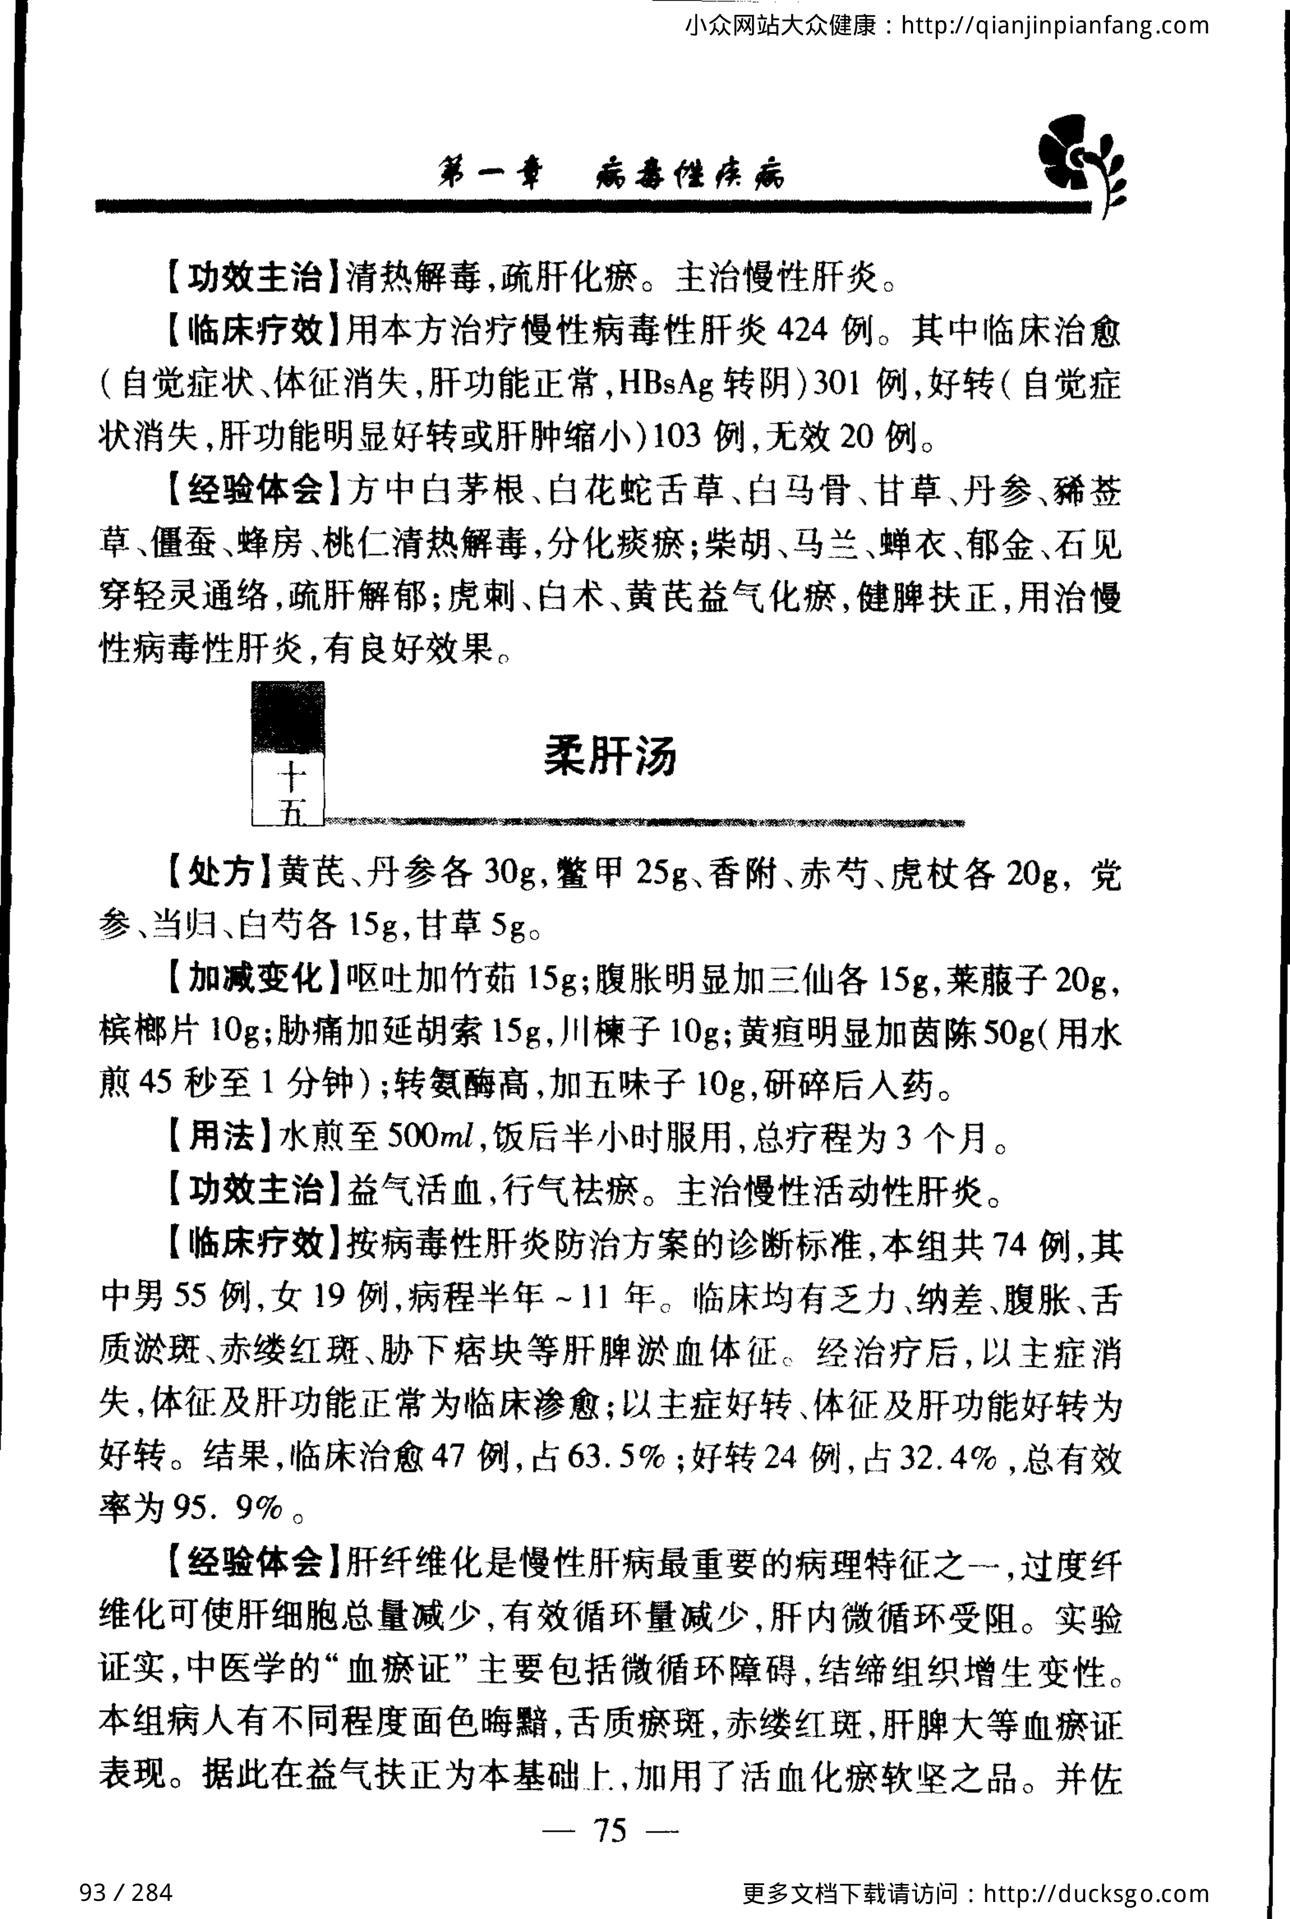 小众网站大众健康：http://qianjinpianfang.com
第一章 病毒性疾病
【功效主治】清热解毒,疏肝化瘀。主治慢性肝炎。
【临床疗效】用本方治疗慢性病毒性肝炎 424 例。其中临床治愈
(自觉症状、体征消失,肝功能正常,HBsAg 转阴)301 例,好转(自觉症
状消失,肝功能明显好转或肝肿缩小)103 例,无效 20 例。
【经验体会】方中白茅根、白花蛇舌草、白马骨、甘草、丹参、豨莶
草、僵蚕、蜂房、桃仁清热解毒,分化痰瘀;柴胡、马兰、蝉衣、郁金、石见
穿轻灵通络,疏肝解郁;虎刺、白术、黄芪益气化瘀,健脾扶正,用治慢
性病毒性肝炎,有良好效果。
十五
柔肝汤
【处方】黄芪、丹参各 30g,鳖甲 25g、香附、赤芍、虎杖各 20g, 党
参、当归、白芍各 15g,甘草 5g。
【加减变化】呕吐加竹茹 15g;腹胀明显加三仙各 15g,莱菔子 20g,
槟榔片 10g;胁痛加延胡索 15g,川楝子 10g;黄疸明显加茵陈 50g(用水
煎 45 秒至 1 分钟);转氨酶高,加五味子 10g,研碎后入药。
【用法】水煎至 500ml,饭后半小时服用,总疗程为 3 个月。
【功效主治】益气活血,行气祛瘀。主治慢性活动性肝炎。
【临床疗效】按病毒性肝炎防治方案的诊断标准,本组共 74 例,其
中男 55 例,女 19 例,病程半年~11 年。临床均有乏力、纳差、腹胀、舌
质淤斑、赤缕红斑、胁下痞块等肝脾淤血体征。经治疗后,以主症消
失,体征及肝功能正常为临床渗愈;以主症好转、体征及肝功能好转为
好转。结果,临床治愈 47 例,占 63.5%;好转 24 例,占 32.4%,总有效
率为 95. 9%。
【经验体会】肝纤维化是慢性肝病最重要的病理特征之一,过度纤
维化可使肝细胞总量减少,有效循环量减少,肝内微循环受阻。实验
证实,中医学的“血瘀证”主要包括微循环障碍,结缔组织增生变性。
本组病人有不同程度面色晦黯,舌质瘀斑,赤缕红斑,肝脾大等血瘀证
表现。据此在益气扶正为本基础上,加用了活血化瘀软坚之品。并佐
— 75 —
93 / 284
更多文档下载请访问：http://ducksgo.com